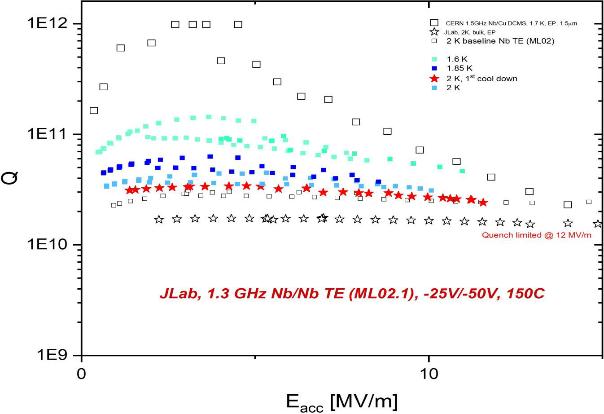 1E12
1E11
1E10
1E9
Q
CERN 1.5GHz Nb/Cu DCMS, 1.7 K, EP, 1.5µm
JLab, 2K, bulk, EP
2 K baseline Nb TE (ML02)
1.6 K
1.85 K
2 K, 1st cool down
2 K
Quench limited @ 12 MV/m
JLab, 1.3 GHz Nb/Nb TE (ML02.1), -25V/-50V, 150C
0
10
Eacc [MV/m]